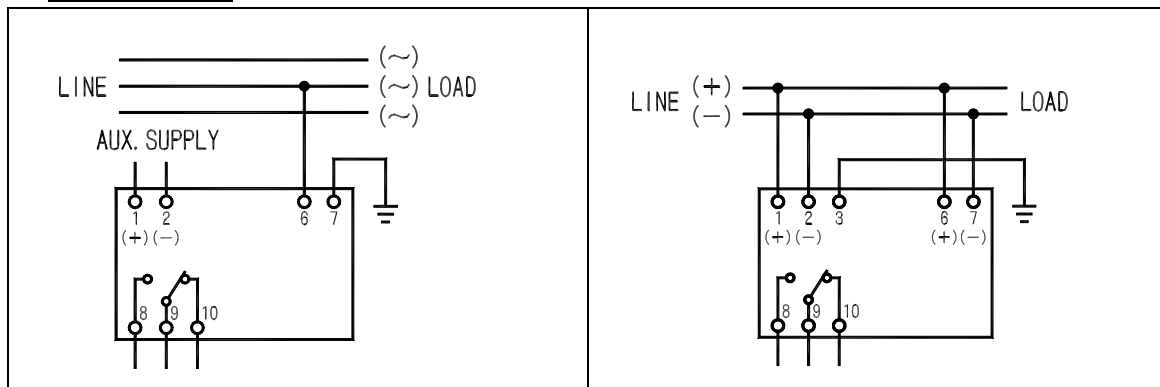 (~)
LINE (~) LOAD
(~)
AUX. SUPPLY
1 2 6 7
(+) (-)
8 9 10
LINE (+) LOAD
(-)
1 2 3 6 7
(+) (-) (+) (-)
8 9 10